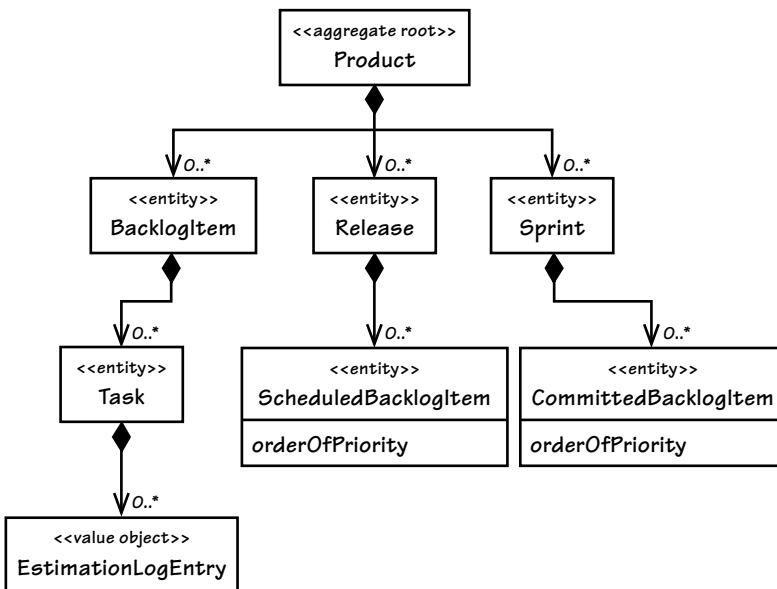 <<aggregate root>>
Product
0..*
0..*
0..*
<<entity>>
BacklogItem
<<entity>>
Release
<<entity>>
Sprint
0..*
0..*
0..*
<<entity>>
Task
<<entity>>
ScheduledBacklogItem
orderOfPriority
<<entity>>
CommittedBacklogItem
orderOfPriority
0..*
<<value object>>
EstimationLogEntry